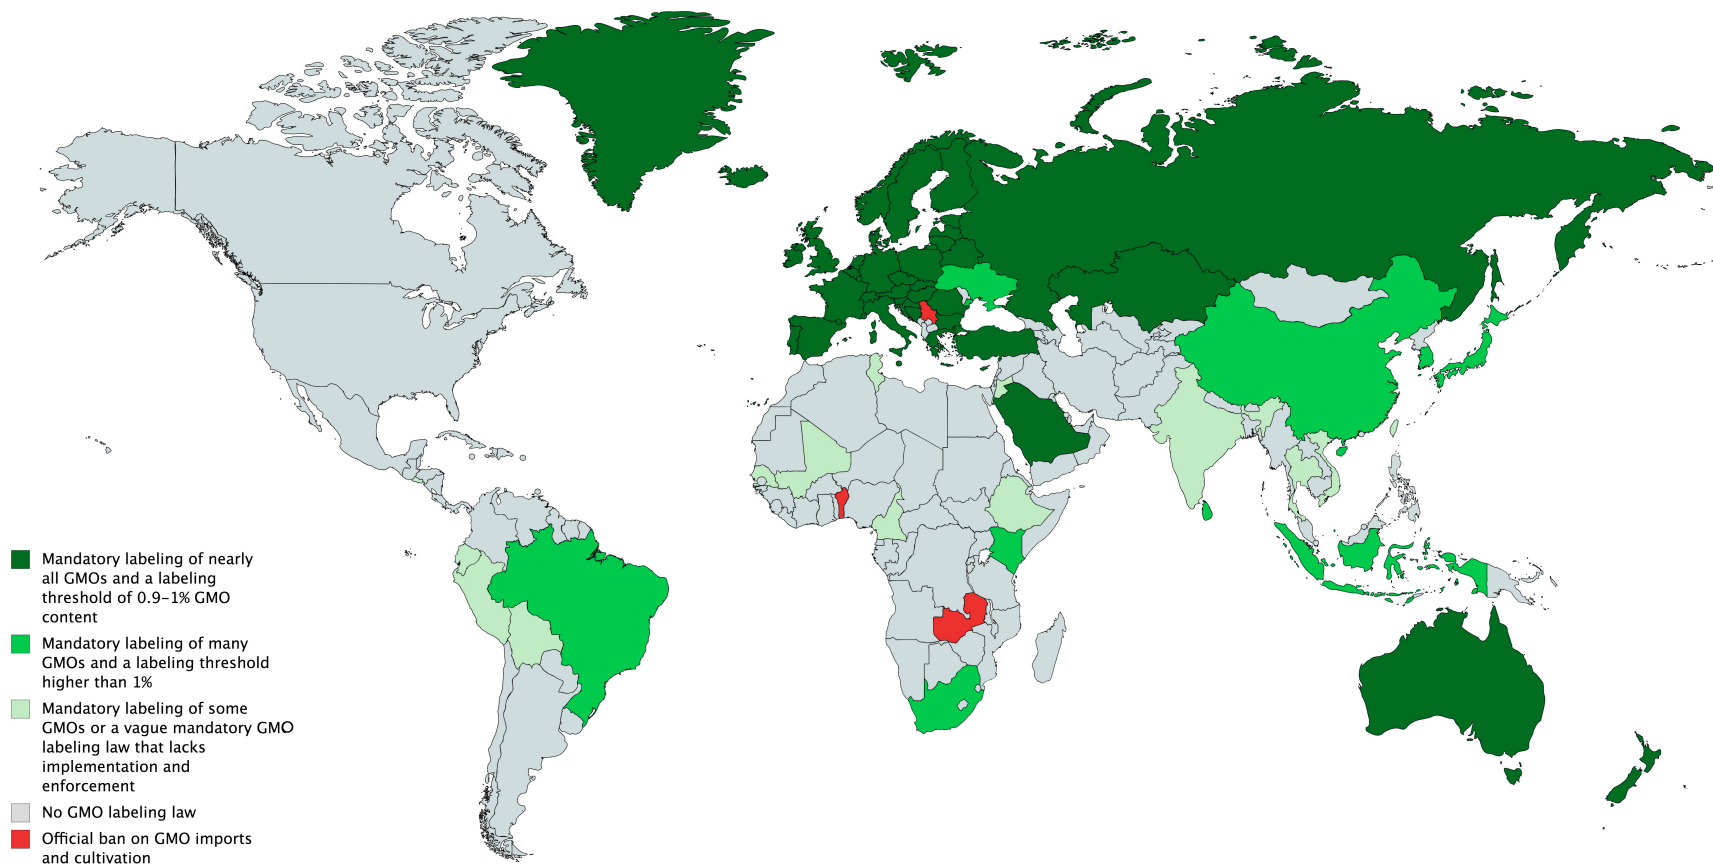 Mandatory labeling of nearly
all GMOs and a labeling
threshold of 0.9–1% GMO
content
Mandatory labeling of many
GMOs and a labeling threshold
higher than 1%
Mandatory labeling of some
GMOs or a vague mandatory GMO
labeling law that lacks
implementation and
enforcement
No GMO labeling law
Official ban on GMO imports
and cultivation